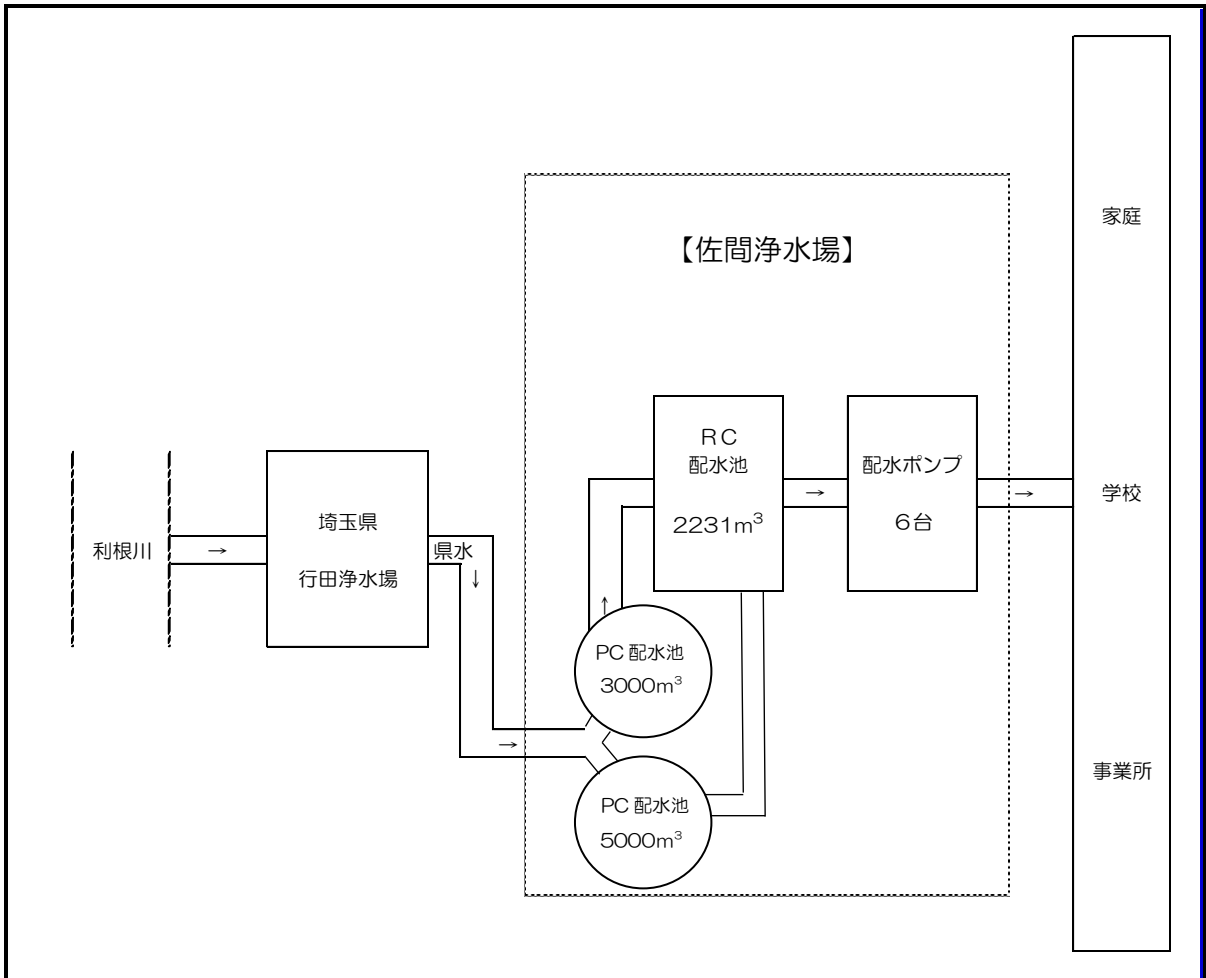 利根川
→
埼玉県
行田浄水場
県水
↓
→
【佐間浄水場】
PC 配水池
3000m³
↑
PC 配水池
5000m³
RC
配水池
2231m³
→
配水ポンプ
6台
→
家庭
学校
事業所